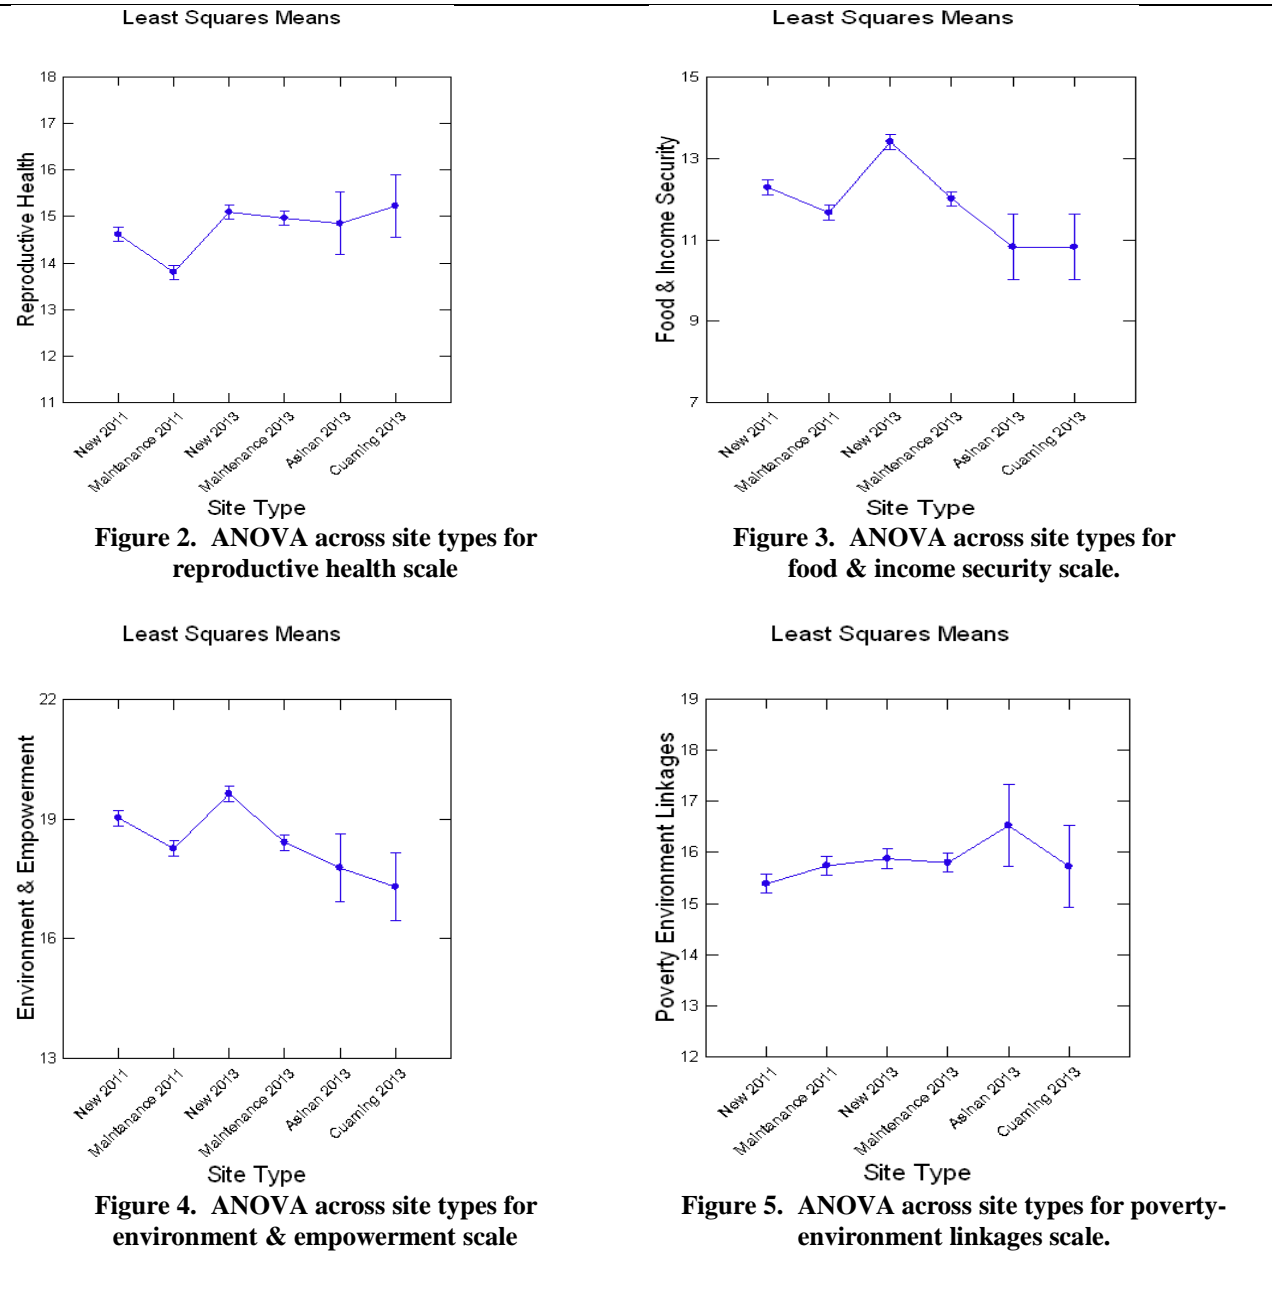 Least Squares Means
18
17
16
15
14
13
12
11
Reproductive Health
New 2011
Maintanance 2011
New 2013
Maintenance 2013
Asinan 2013
Cuaming 2013
Site Type
Figure 2.  ANOVA across site types for
reproductive health scale
Least Squares Means
15
13
11
9
7
Food & Income Security
New 2011
Maintanance 2011
New 2013
Maintenance 2013
Asinan 2013
Cuaming 2013
Site Type
Figure 3.  ANOVA across site types for
food & income security scale.
Least Squares Means
22
19
16
13
Environment & Empowerment
New 2011
Maintanance 2011
New 2013
Maintenance 2013
Asinan 2013
Cuaming 2013
Site Type
Figure 4.  ANOVA across site types for
environment & empowerment scale
Least Squares Means
19
18
17
16
15
14
13
12
Poverty Environment Linkages
New 2011
Maintanance 2011
New 2013
Maintenance 2013
Asinan 2013
Cuaming 2013
Site Type
Figure 5.  ANOVA across site types for poverty-
environment linkages scale.